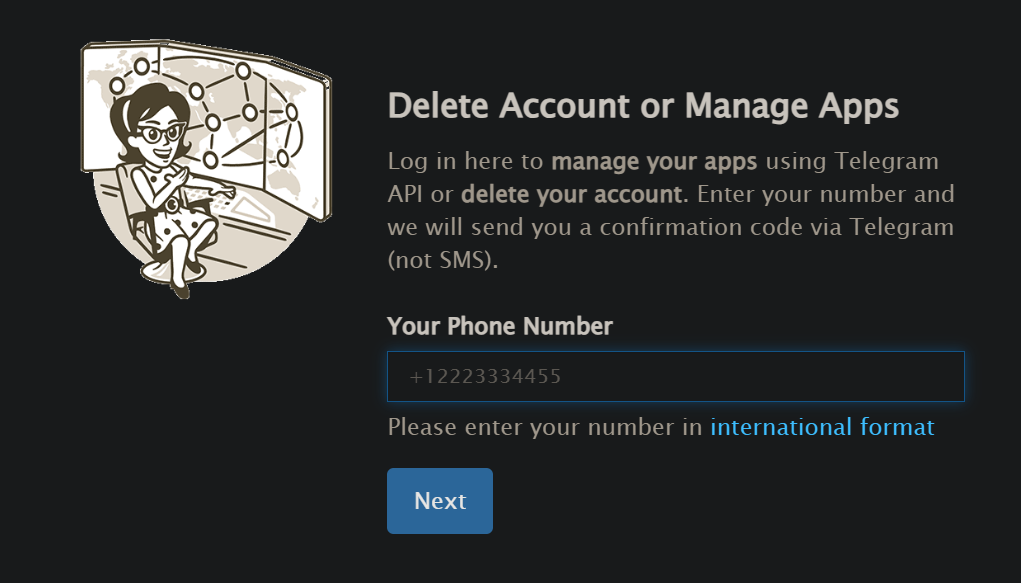 Delete Account or Manage Apps
Log in here to manage your apps using Telegram
API or delete your account. Enter your number and
we will send you a confirmation code via Telegram
(not SMS).
Your Phone Number
+12223334455
Please enter your number in international format
Next